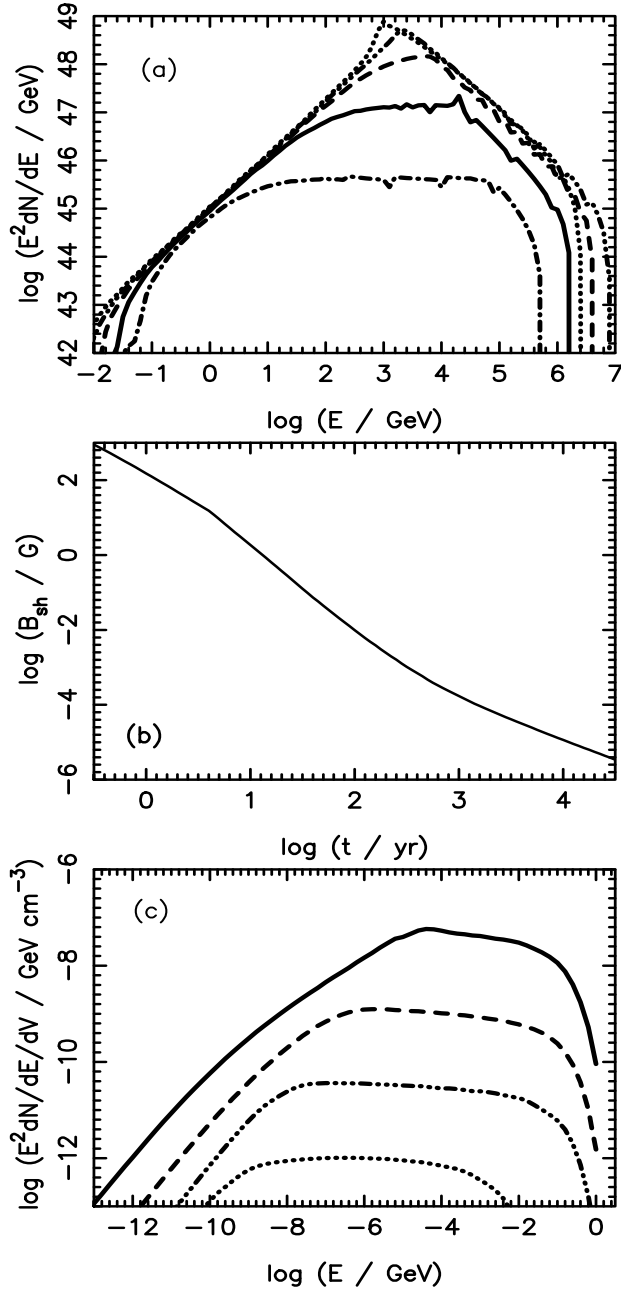 49
48
47
46
45
44
43
42
log (E²dN/dE / GeV)
(a)
−2 −1 0 1 2 3 4 5 6 7
log (E / GeV)
2
0
−2
−4
−6
log (B_sh / G)
(b)
0 1 2 3 4
log (t / yr)
−6
−8
−10
−12
log (E²dN/dE/dV / GeV cm⁻³)
(c)
−12 −10 −8 −6 −4 −2 0
log (E / GeV)